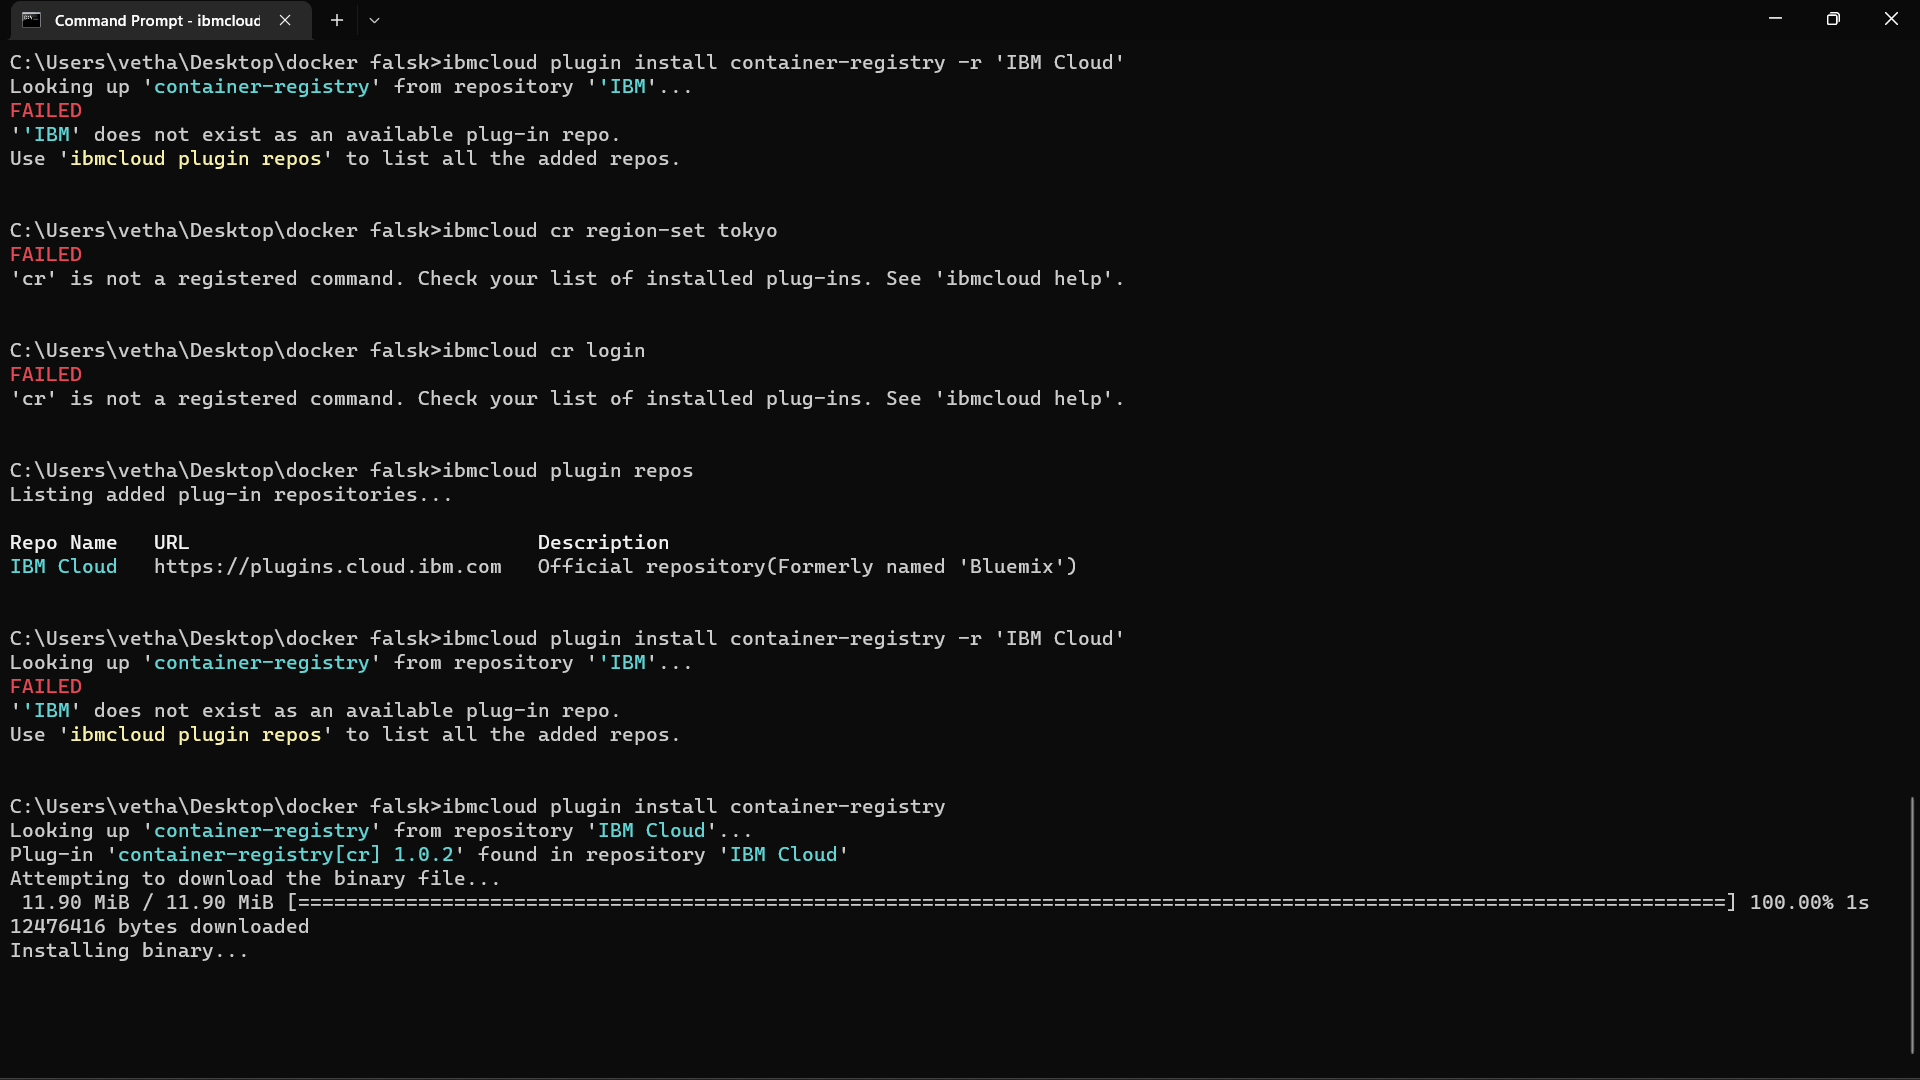 Command Prompt - ibmcloud
C:\Users\vetha\Desktop\docker falsk>ibmcloud plugin install container-registry -r 'IBM Cloud'
Looking up 'container-registry' from repository ''IBM'...
FAILED
''IBM' does not exist as an available plug-in repo.
Use 'ibmcloud plugin repos' to list all the added repos.
C:\Users\vetha\Desktop\docker falsk>ibmcloud cr region-set tokyo
FAILED
'cr' is not a registered command. Check your list of installed plug-ins. See 'ibmcloud help'.
C:\Users\vetha\Desktop\docker falsk>ibmcloud cr login
FAILED
'cr' is not a registered command. Check your list of installed plug-ins. See 'ibmcloud help'.
C:\Users\vetha\Desktop\docker falsk>ibmcloud plugin repos
Listing added plug-in repositories...
Repo Name   URL                             Description
IBM Cloud   https://plugins.cloud.ibm.com   Official repository(Formerly named 'Bluemix')
C:\Users\vetha\Desktop\docker falsk>ibmcloud plugin install container-registry -r 'IBM Cloud'
Looking up 'container-registry' from repository ''IBM'...
FAILED
''IBM' does not exist as an available plug-in repo.
Use 'ibmcloud plugin repos' to list all the added repos.
C:\Users\vetha\Desktop\docker falsk>ibmcloud plugin install container-registry
Looking up 'container-registry' from repository 'IBM Cloud'...
Plug-in 'container-registry[cr] 1.0.2' found in repository 'IBM Cloud'
Attempting to download the binary file...
11.90 MiB / 11.90 MiB [=======================================================================================================================] 100.00% 1s
12476416 bytes downloaded
Installing binary...